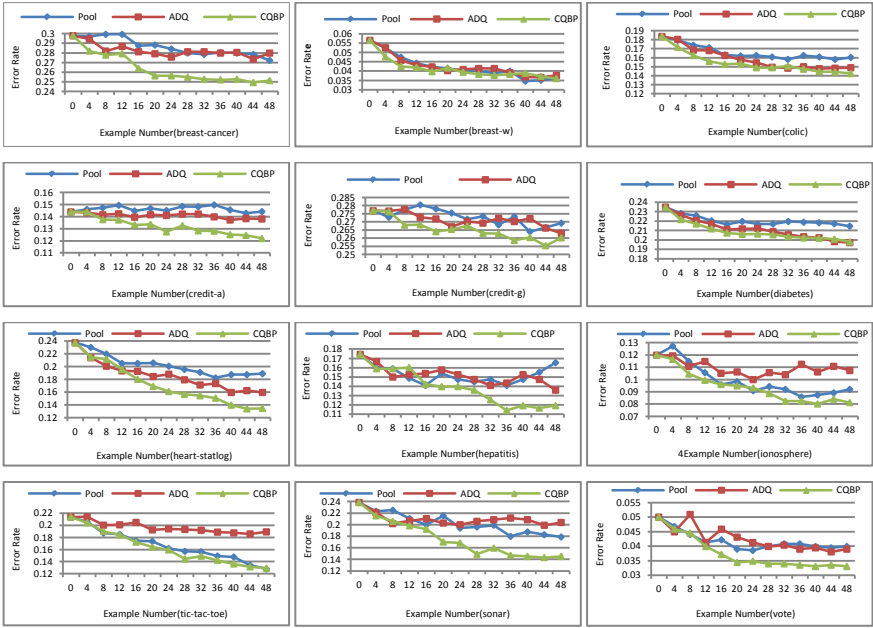 Pool ADQ CQBP
Error Rate
0.3
0.29
0.28
0.27
0.26
0.25
0.24
0 4 8 12 16 20 24 28 32 36 40 44 48
Example Number(breast-cancer)
Pool ADQ CQBP
Error Rate
0.06
0.055
0.05
0.045
0.04
0.035
0.03
0 4 8 12 16 20 24 28 32 36 40 44 48
Example Number(breast-w)
Pool ADQ CQBP
Error Rate
0.19
0.18
0.17
0.16
0.15
0.14
0.13
0.12
0 4 8 12 16 20 24 28 32 36 40 44 48
Example Number(colic)
Pool ADQ CQBP
Error Rate
0.16
0.15
0.14
0.13
0.12
0.11
0 4 8 12 16 20 24 28 32 36 40 44 48
Example Number(credit-a)
Pool ADQ
Error Rate
0.285
0.28
0.275
0.27
0.265
0.26
0.255
0.25
0 4 8 12 16 20 24 28 32 36 40 44 48
Example Number(credit-g)
Pool ADQ CQBP
Error Rate
0.24
0.23
0.22
0.21
0.2
0.19
0.18
0 4 8 12 16 20 24 28 32 36 40 44 48
Example Number(diabetes)
Pool ADQ CQBP
Error Rate
0.24
0.22
0.2
0.18
0.16
0.14
0.12
0 4 8 12 16 20 24 28 32 36 40 44 48
Example Number(heart-statlog)
Pool ADQ CQBP
Error Rate
0.18
0.17
0.16
0.15
0.14
0.13
0.12
0.11
0 4 8 12 16 20 24 28 32 36 40 44 48
Example Number(hepatitis)
Pool ADQ CQBP
Error Rate
0.13
0.12
0.11
0.1
0.09
0.08
0.07
0 4 8 12 16 20 24 28 32 36 40 44 48
4Example Number(ionosphere)
Pool ADQ CQBP
Error Rate
0.22
0.2
0.18
0.16
0.14
0.12
0 4 8 12 16 20 24 28 32 36 40 44 48
Example Number(tic-tac-toe)
Pool ADQ CQBP
Error Rate
0.24
0.22
0.2
0.18
0.16
0.14
0.12
0 4 8 12 16 20 24 28 32 36 40 44 48
Example Number(sonar)
Pool ADQ CQBP
Error Rate
0.055
0.05
0.045
0.04
0.035
0.03
0 4 8 12 16 20 24 28 32 36 40 44 48
Example Number(vote)